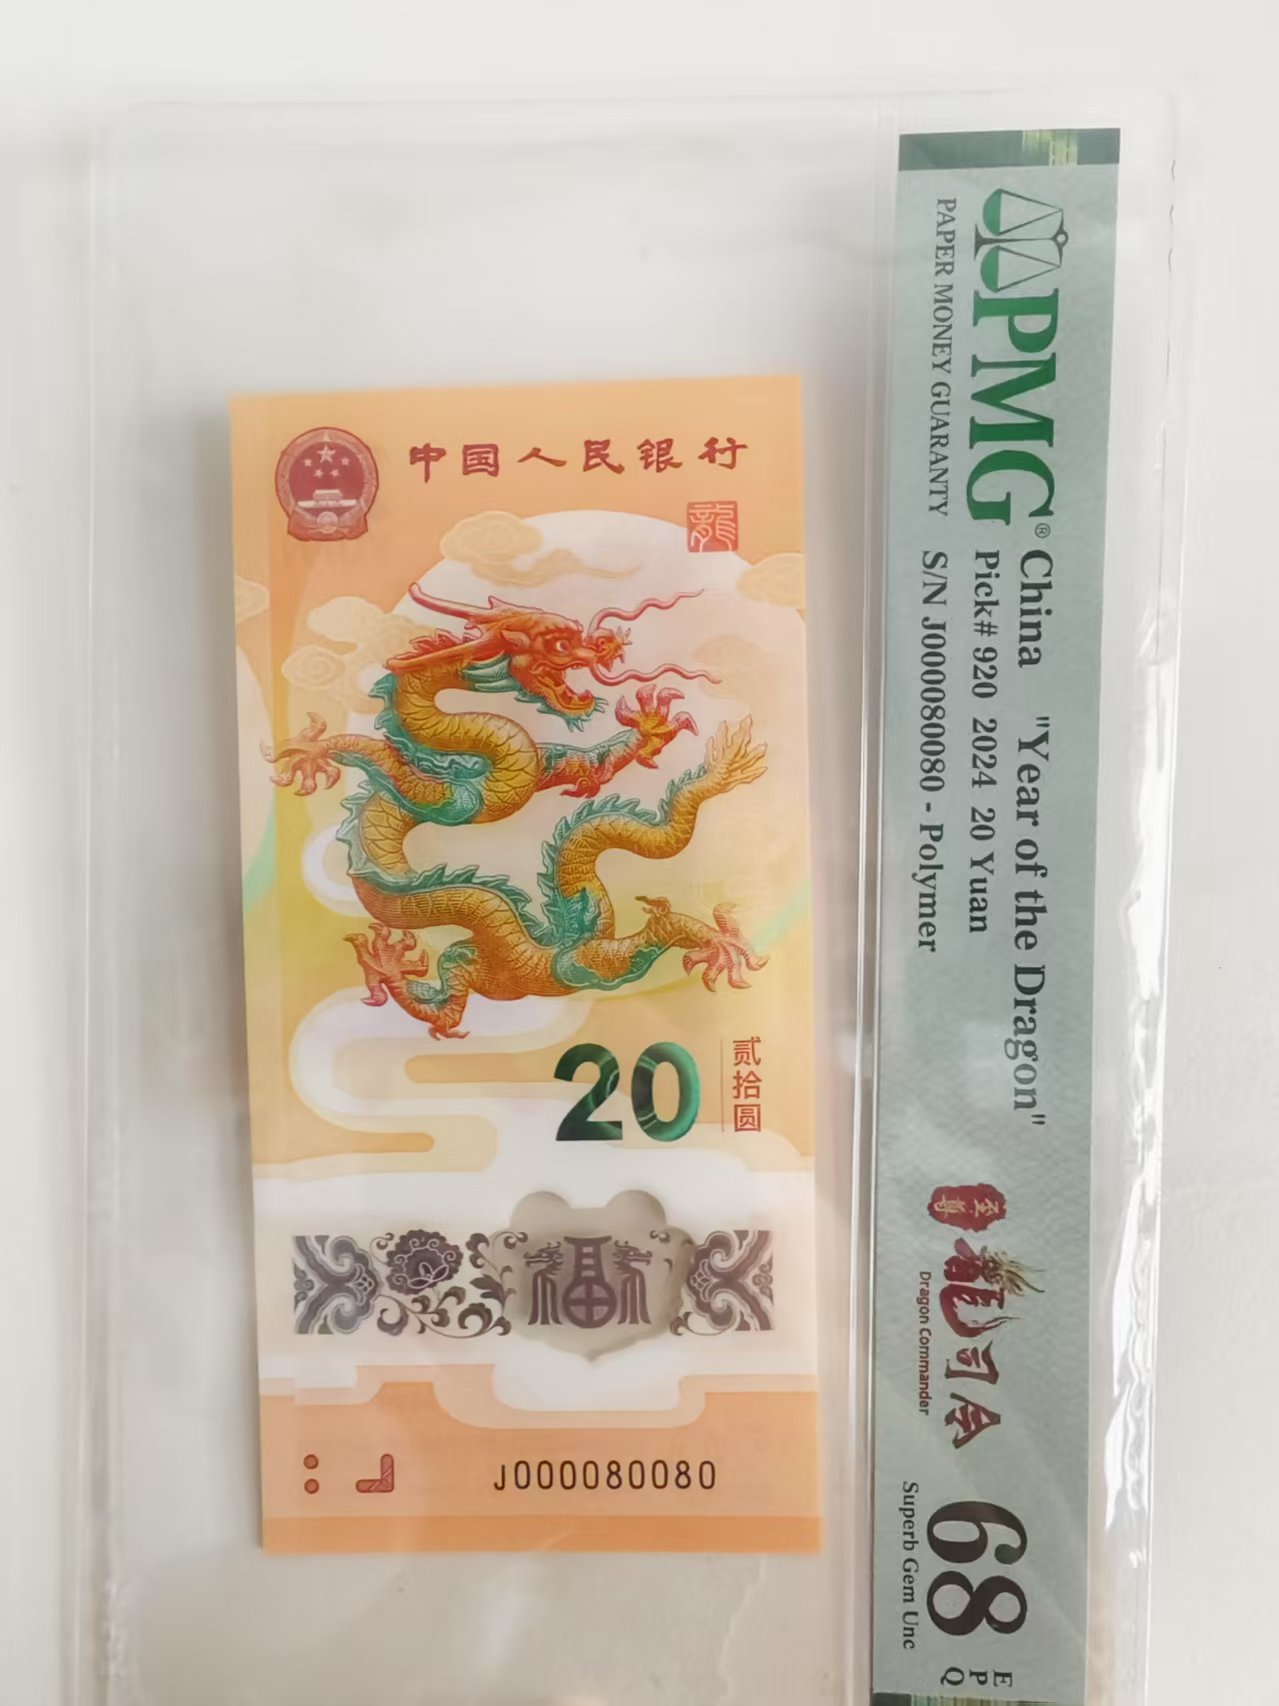 中国人民银行
龍
20
贰拾圆
J000080080
PMG®
PAPER MONEY GUARANTY
China "Year of the Dragon"
Pick# 920 2024 20 Yuan
S/N J000080080 - Polymer
至尊
龍司令
Dragon Commander
68
EPQ
Superb Gem Unc